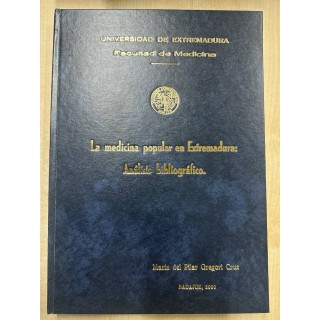 UNIVERSIDAD DE EXTREMADURA
Facultad de Medicina
La medicina popular en Extremadura:
Análisis bibliográfico.
María del Pilar Gregori Cruz
BADAJOZ, 2000